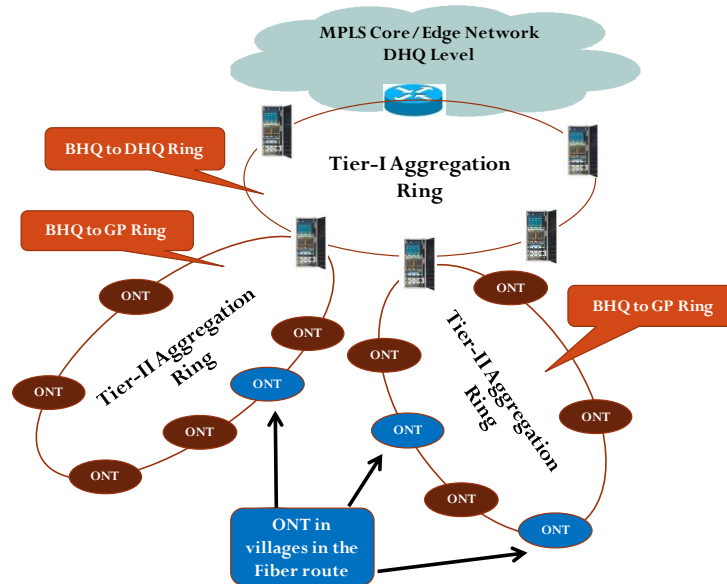 MPLS Core/Edge Network
DHQ Level
BHQ to DHQ Ring
Tier-I Aggregation
Ring
BHQ to GP Ring
ONT
ONT
BHQ to GP Ring
Tier-II Aggregation
Ring
ONT
ONT
Tier-II Aggregation
Ring
ONT
ONT
ONT
ONT
ONT
ONT
ONT
ONT
ONT in
villages in the
Fiber route